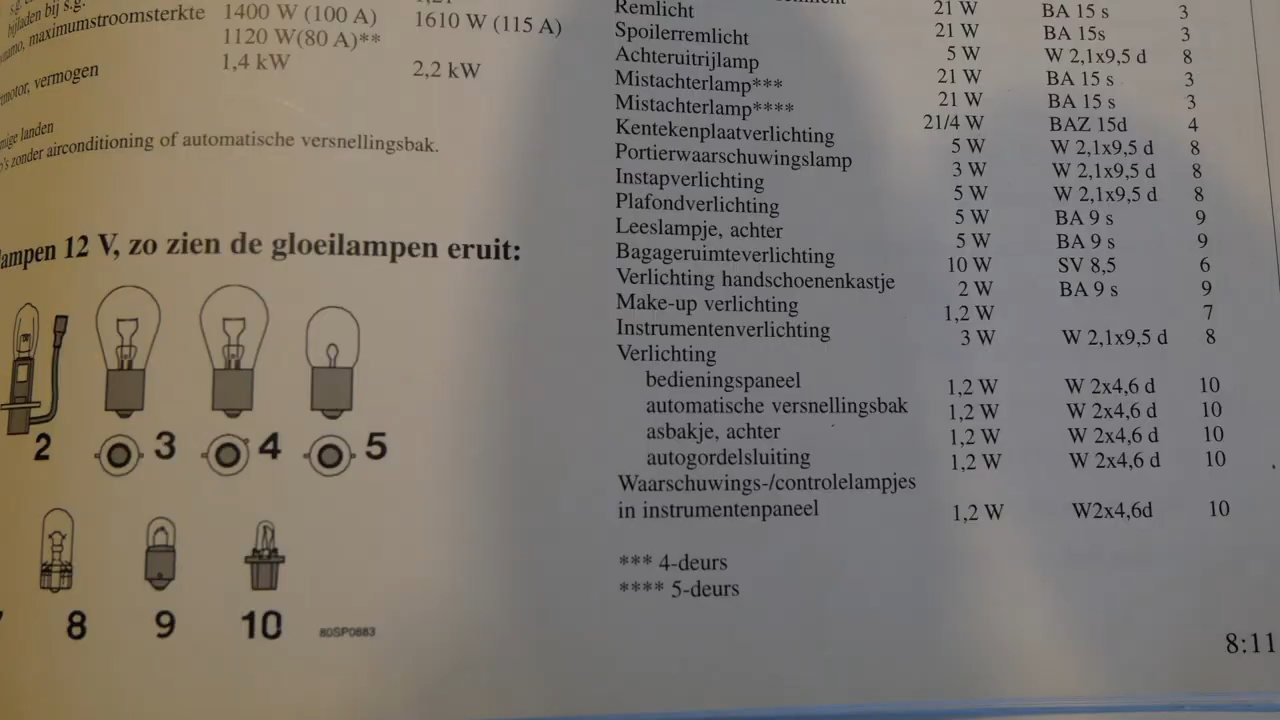 bijladen bij s.g.
maximumstroomsterkte 1400 W (100 A) 1610 W (115 A)
1120 W(80 A)**
vermogen 1,4 kW 2,2 kW
landen
zonder airconditioning of automatische versnellingsbak.
12 V, zo zien de gloeilampen eruit:
2 3 4 5
8 9 10 80SP0883
21 W BA 15 s 3
Remlicht 21 W BA 15s 3
Spoilerremlicht 5 W W 2,1x9,5 d 8
Achteruitrijlamp 21 W BA 15 s 3
Mistachterlamp*** 21 W BA 15 s 3
Mistachterlamp**** 21/4 W BAZ 15d 4
Kentekenplaatverlichting 5 W W 2,1x9,5 d 8
Portierwaarschuwingslamp 3 W W 2,1x9,5 d 8
Instapverlichting 5 W W 2,1x9,5 d 8
Plafondverlichting 5 W BA 9 s 9
Leeslampje, achter 5 W BA 9 s 9
Bagageruimteverlichting 10 W SV 8,5 6
Verlichting handschoenenkastje 2 W BA 9 s 9
Make-up verlichting 1,2 W 7
Instrumentenverlichting 3 W W 2,1x9,5 d 8
Verlichting
bedieningspaneel 1,2 W W 2x4,6 d 10
automatische versnellingsbak 1,2 W W 2x4,6 d 10
asbakje, achter 1,2 W W 2x4,6 d 10
autogordelsluiting 1,2 W W 2x4,6 d 10
Waarschuwings-/controlelampjes
in instrumentenpaneel 1,2 W W2x4,6d 10
*** 4-deurs
**** 5-deurs
8:11